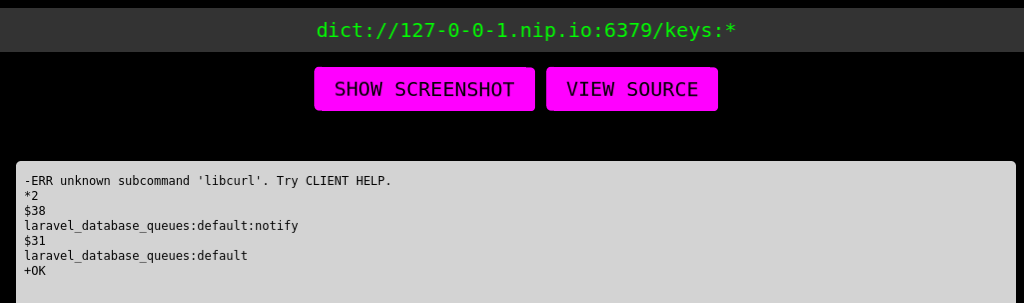 dict://127-0-0-1.nip.io:6379/keys:*
SHOW SCREENSHOT VIEW SOURCE
-ERR unknown subcommand 'libcurl'. Try CLIENT HELP.
*2
$38
laravel_database_queues:default:notify
$31
laravel_database_queues:default
+OK